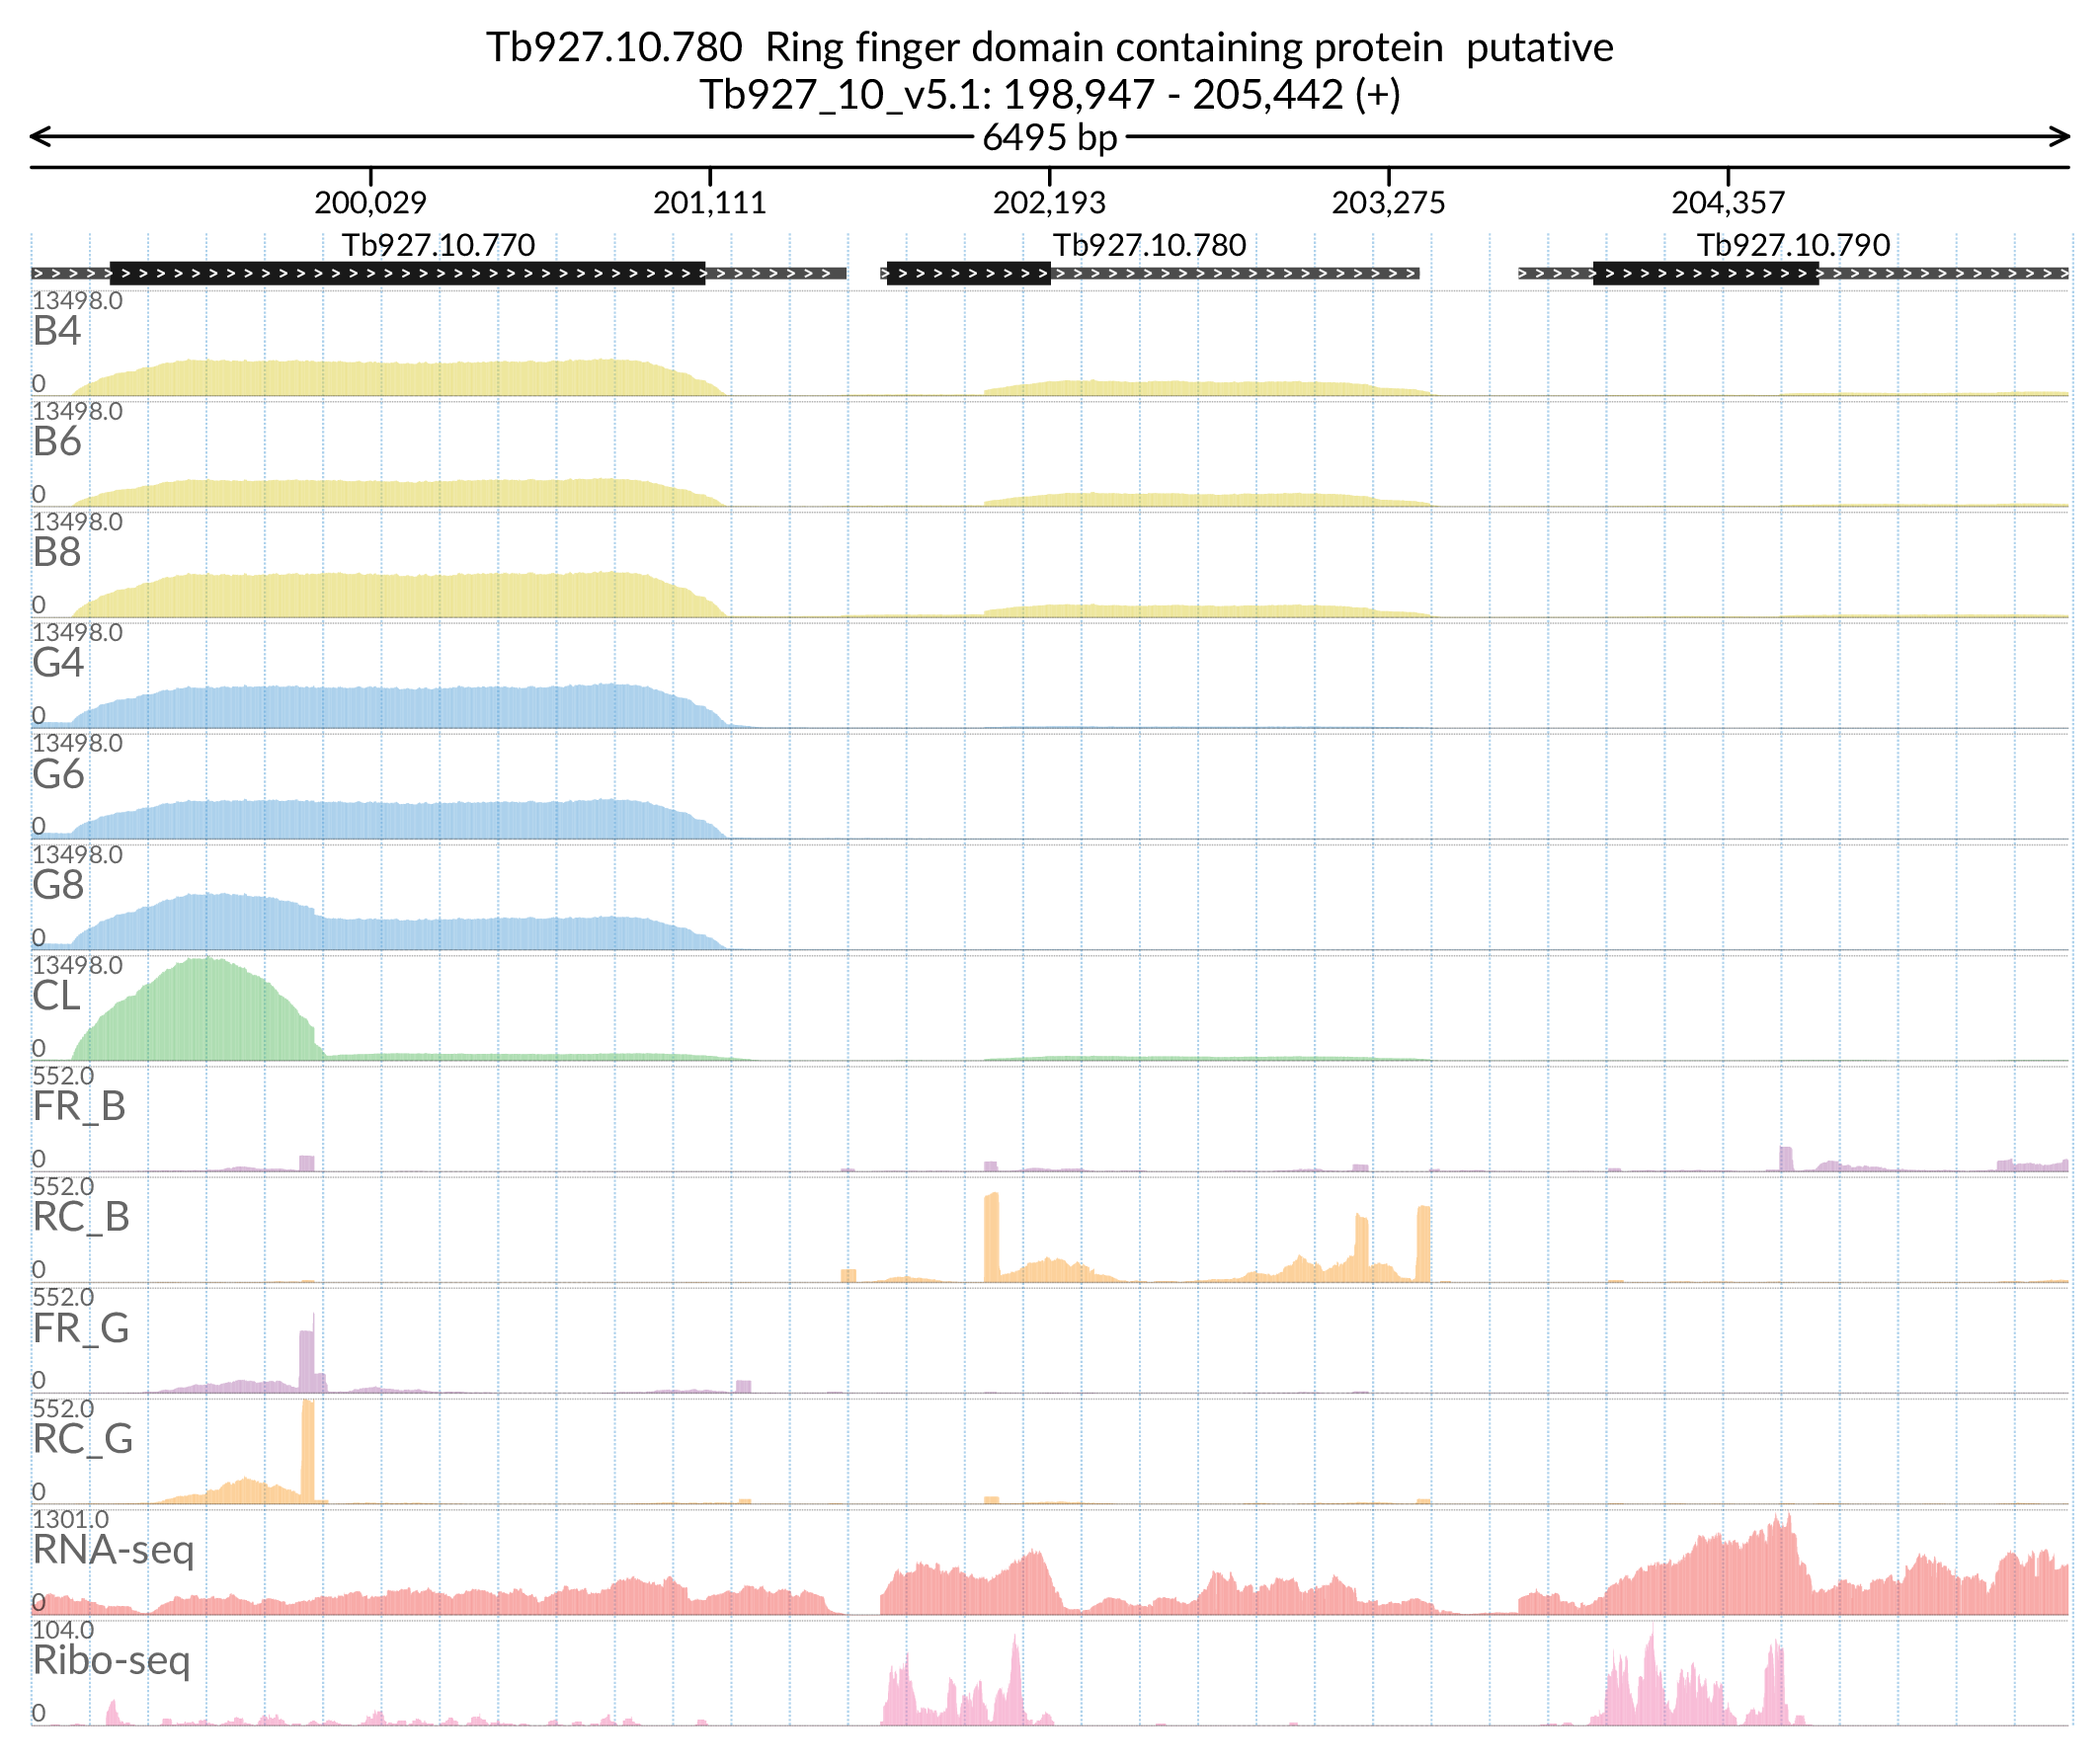 Tb927.10.780  Ring finger domain containing protein  putative
Tb927_10_v5.1: 198,947 - 205,442 (+)
6495 bp
200,029 201,111 202,193 203,275 204,357
Tb927.10.770 Tb927.10.780 Tb927.10.790
13498.0
B4
0
13498.0
B6
0
13498.0
B8
0
13498.0
G4
0
13498.0
G6
0
13498.0
G8
0
13498.0
CL
0
552.0
FR_B
0
552.0
RC_B
0
552.0
FR_G
0
552.0
RC_G
0
1301.0
RNA-seq
0
104.0
Ribo-seq
0